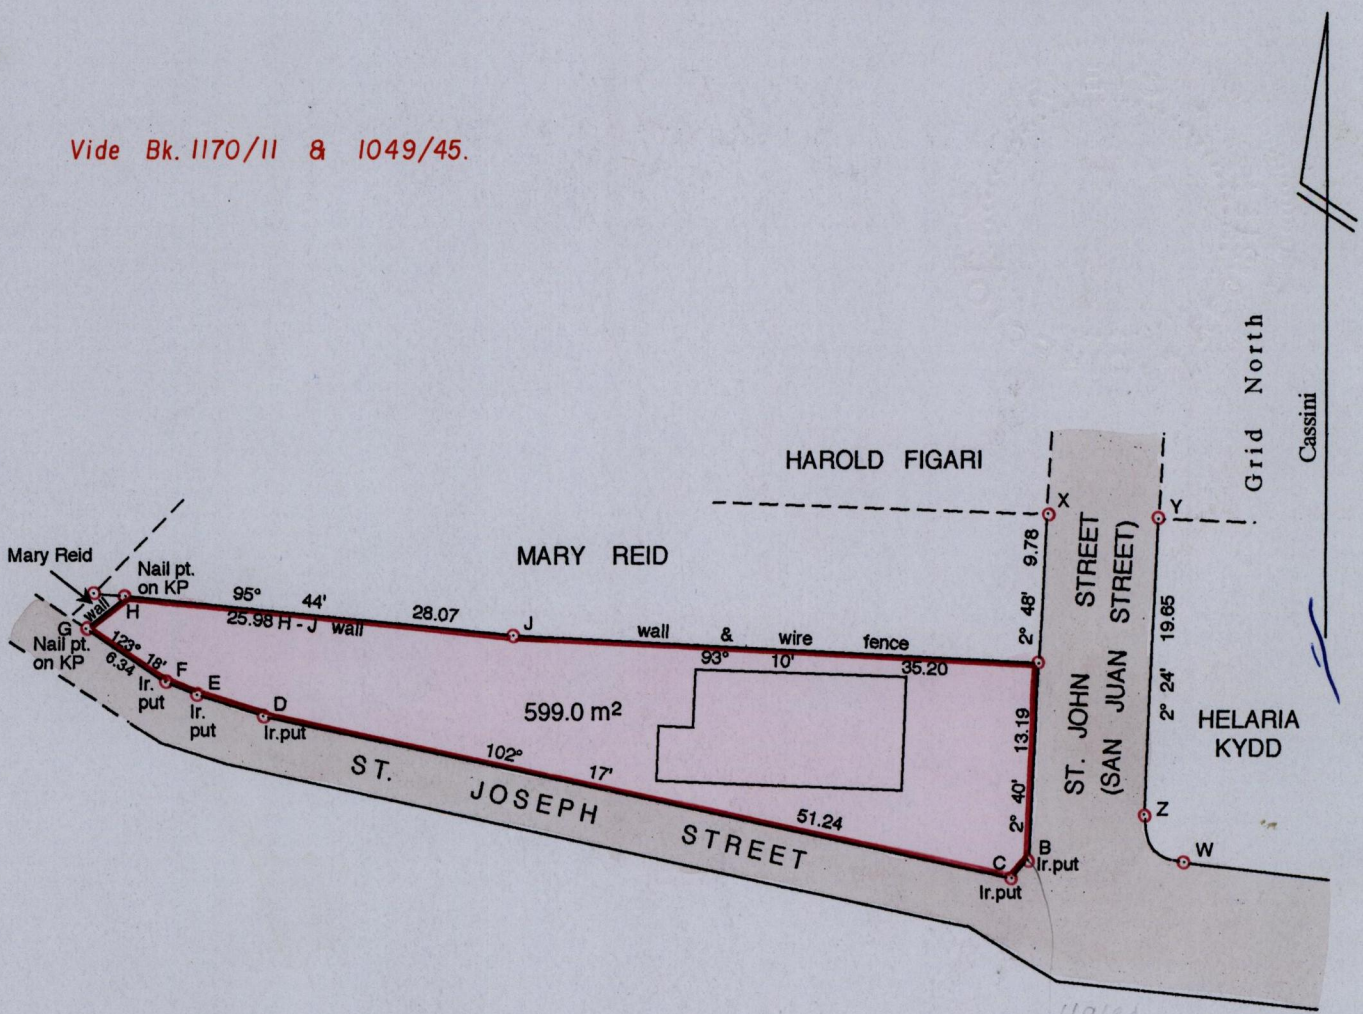 Vide Bk. 1170/11 & 1049/45.
Grid North
Cassini
HAROLD FIGARI
X
Y
9.78
2° 48'
ST. JOHN STREET
(SAN JUAN STREET)
19.65
2° 24'
HELARIA
KYDD
Z
W
MARY REID
Mary Reid
Nail pt.
on KP
wall
H
G
Nail pt.
on KP
95° 44' 28.07
25.98 H - J wall
J
wall & wire fence
93° 10' 35.20
123° 18'
6.34
F
Ir.
put
E
Ir.
put
D
Ir.put
599.0 m²
13.19
2° 40'
102° 17' 51.24
B
Ir.put
C
Ir.put
ST. JOSEPH STREET